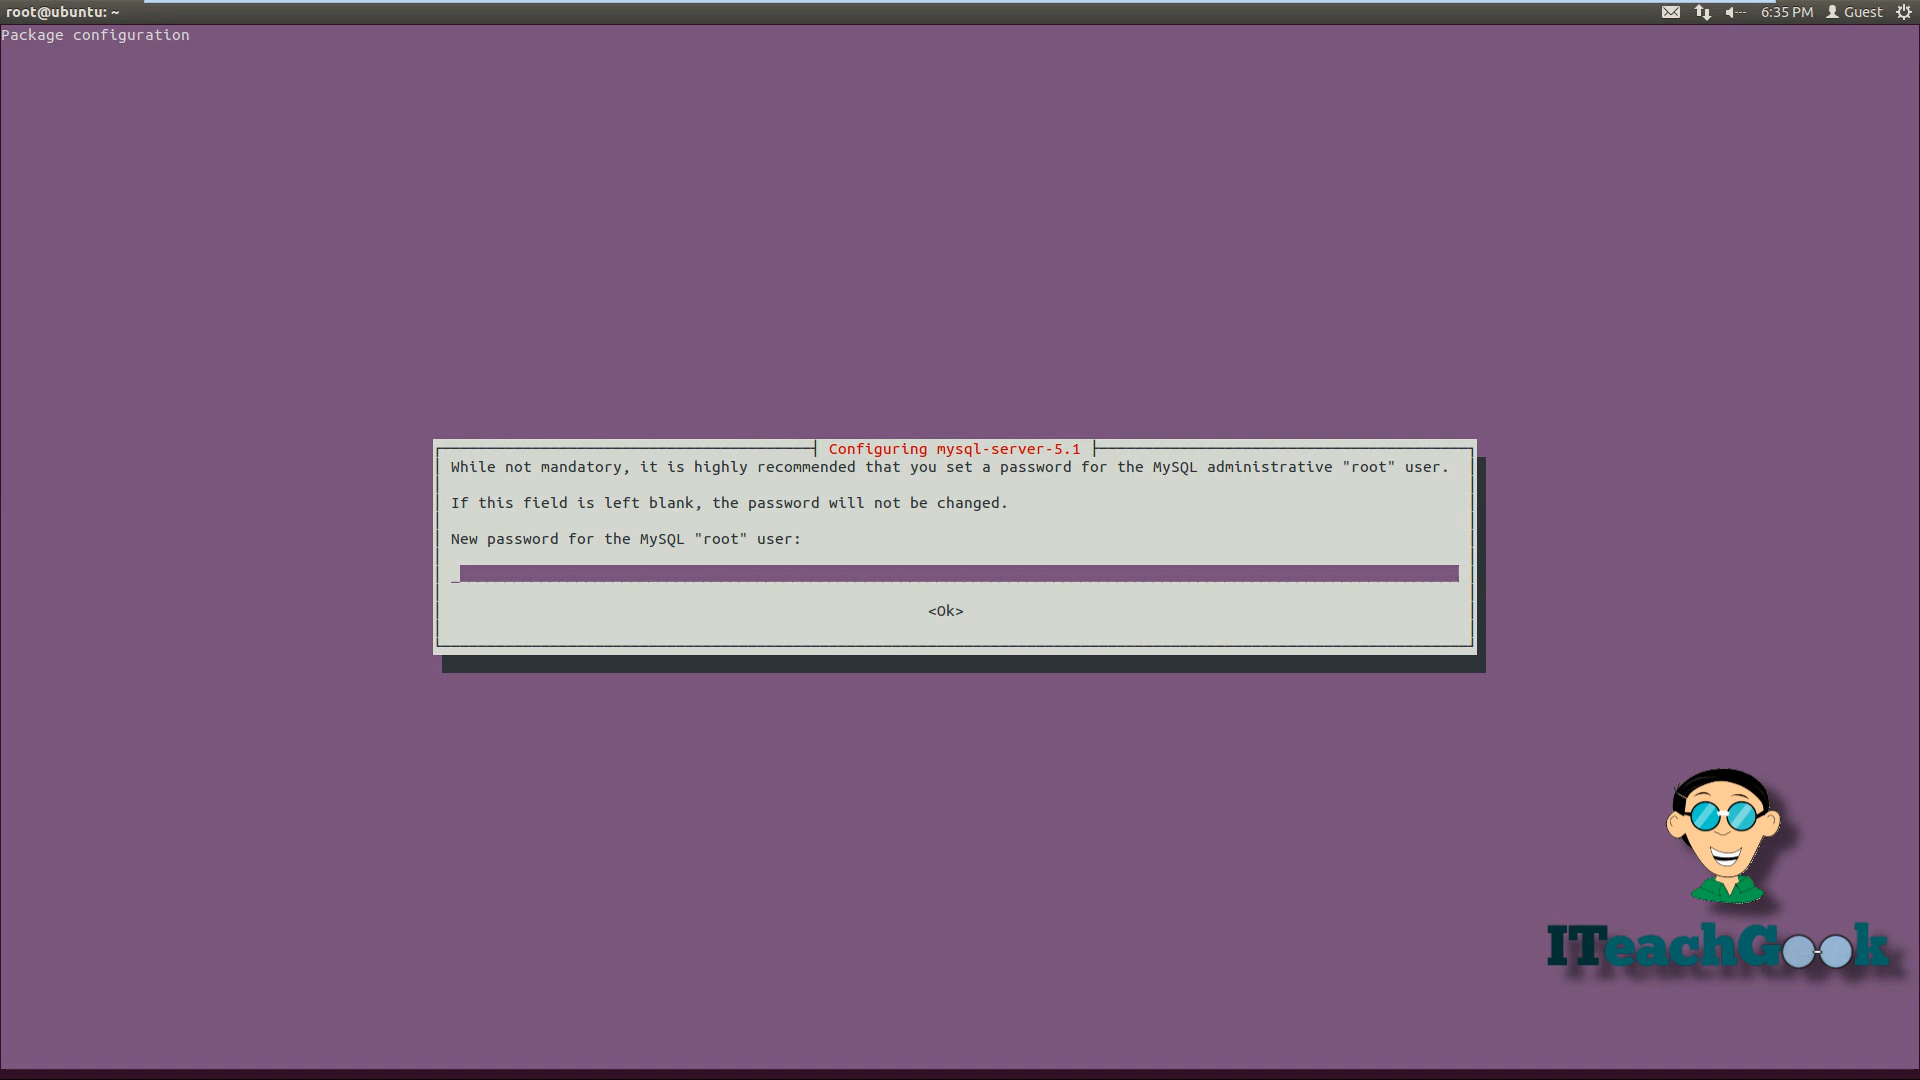 root@ubuntu: ~
6:35 PM Guest
Package configuration
Configuring mysql-server-5.1
While not mandatory, it is highly recommended that you set a password for the MySQL administrative "root" user.
If this field is left blank, the password will not be changed.
New password for the MySQL "root" user:
<Ok>
ITeachGook